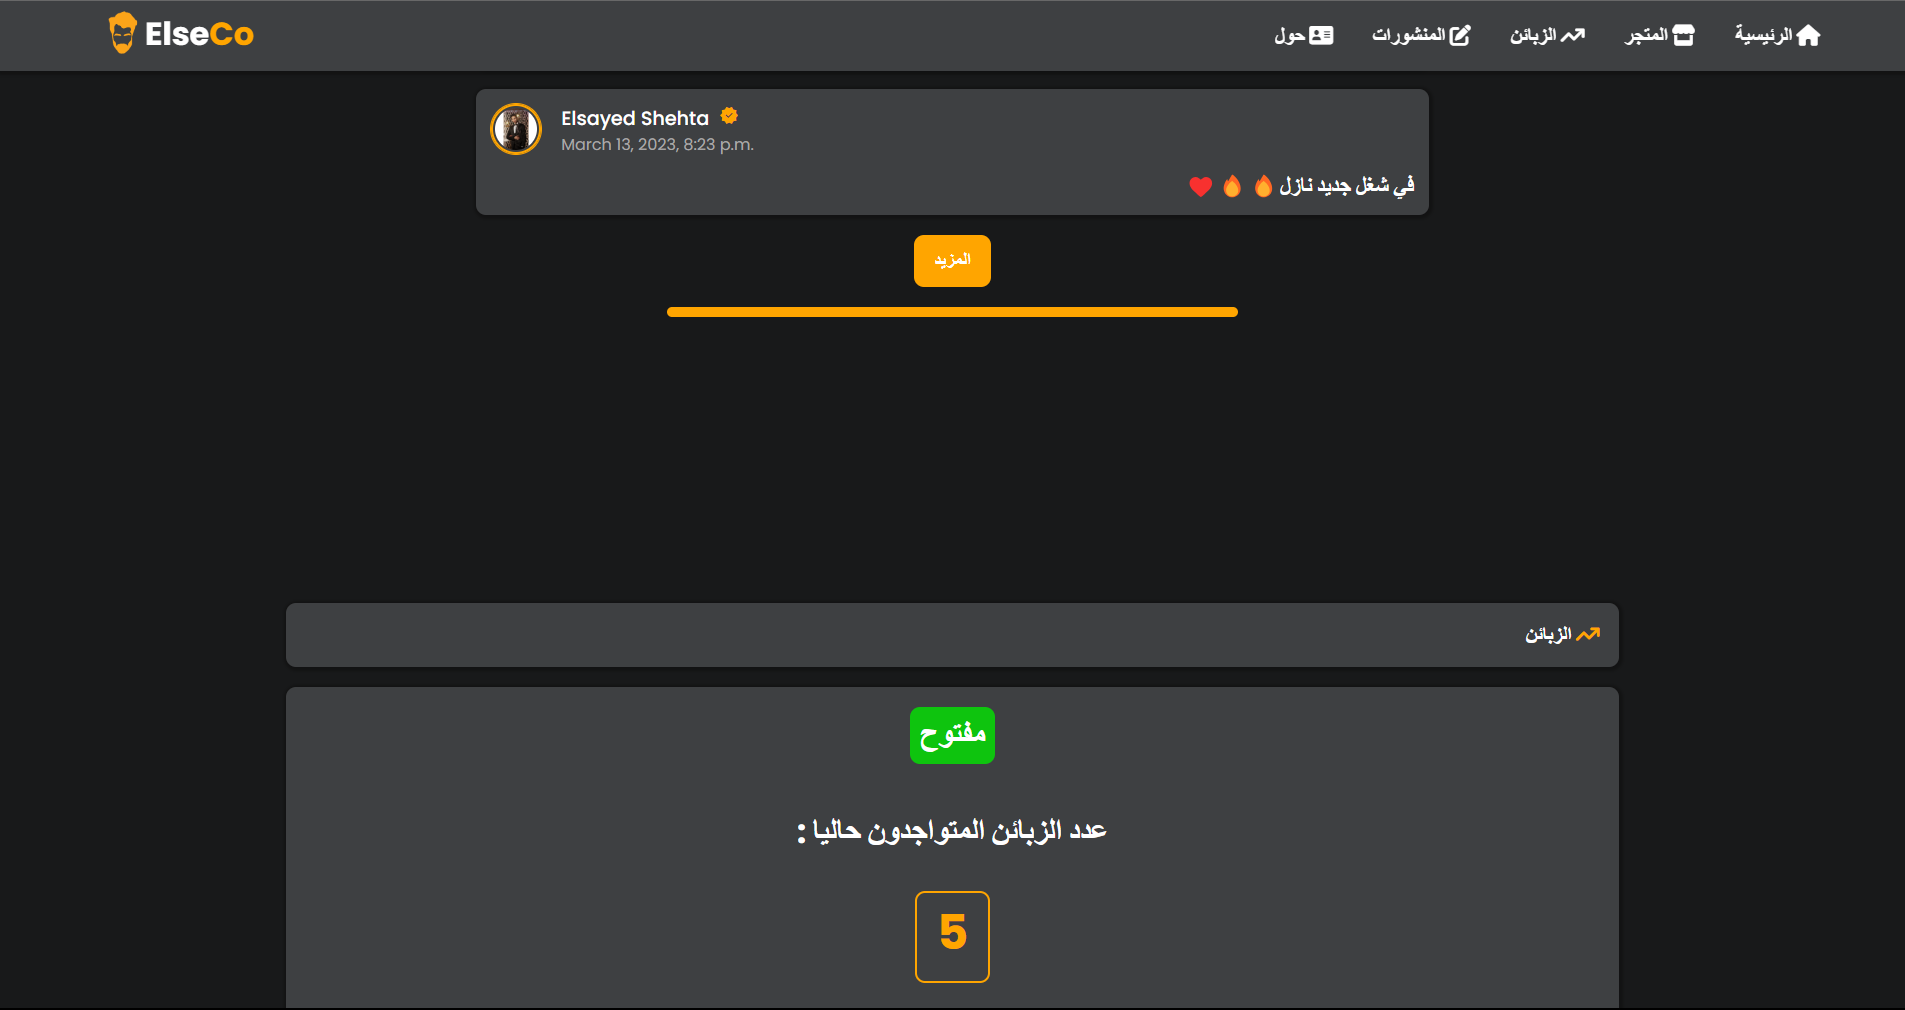 ElseCo
الرئيسية
المتجر
الزبائن
المنشورات
حول
Elsayed Shehta
March 13, 2023, 8:23 p.m.
في شغل جديد نازل 🔥 🔥 ❤️
المزيد
الزبائن
مفتوح
عدد الزبائن المتواجدون حاليا :
5